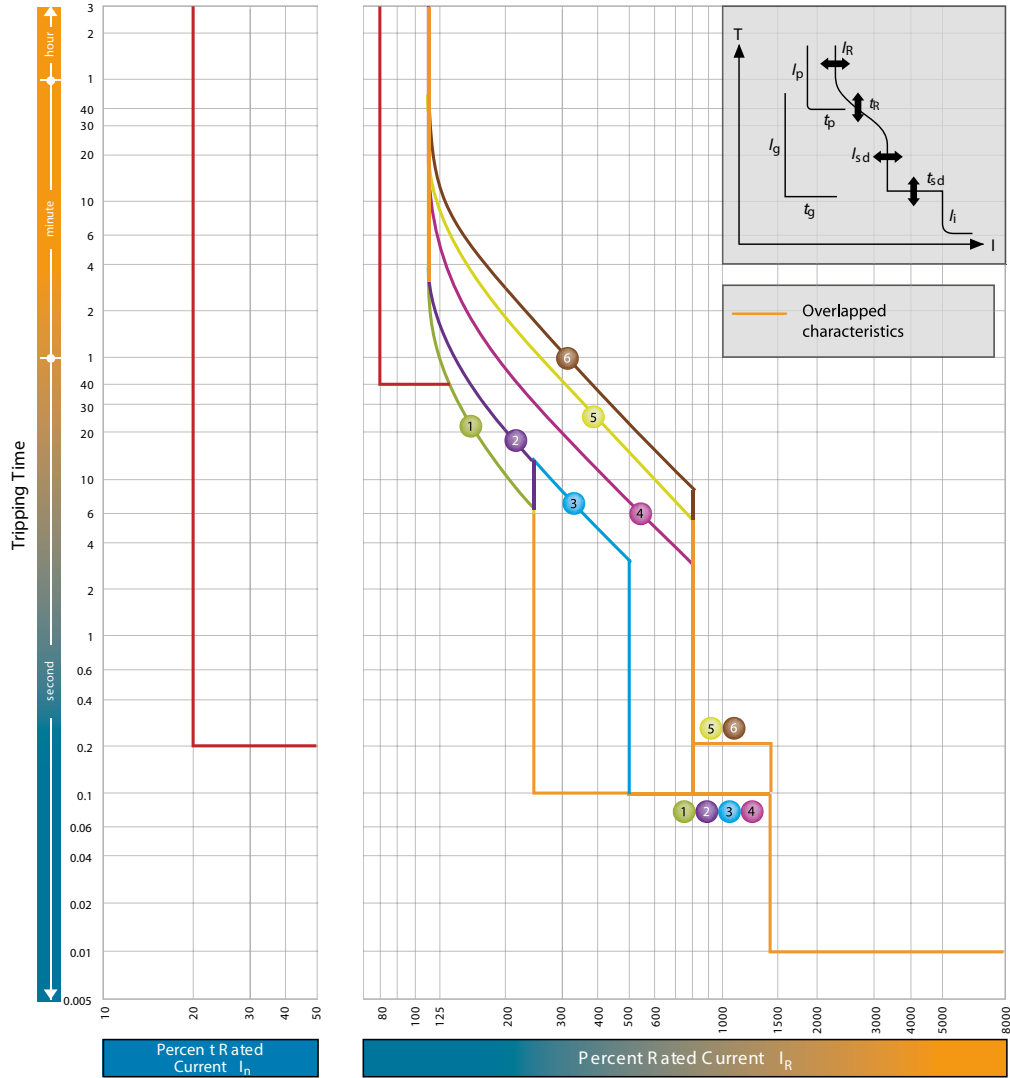 Tripping Time
hour
minute
second
3
2
1
40
30
20
10
6
4
2
1
40
30
20
10
6
4
2
1
0.6
0.4
0.2
0.1
0.06
0.04
0.02
0.01
0.005
T
I
IR
Ip
tR
tp
Ig
tg
Isd
tsd
Ii
Overlapped
characteristics
6
5
1
2
3
4
5 6
1 2 3 4
10 20 30 40 50
80 100 125 200 300 400 500 600 800 1000 1500 2000 3000 4000 5000 8000
Percen t Rated
Current In
Percent Rated Current IR